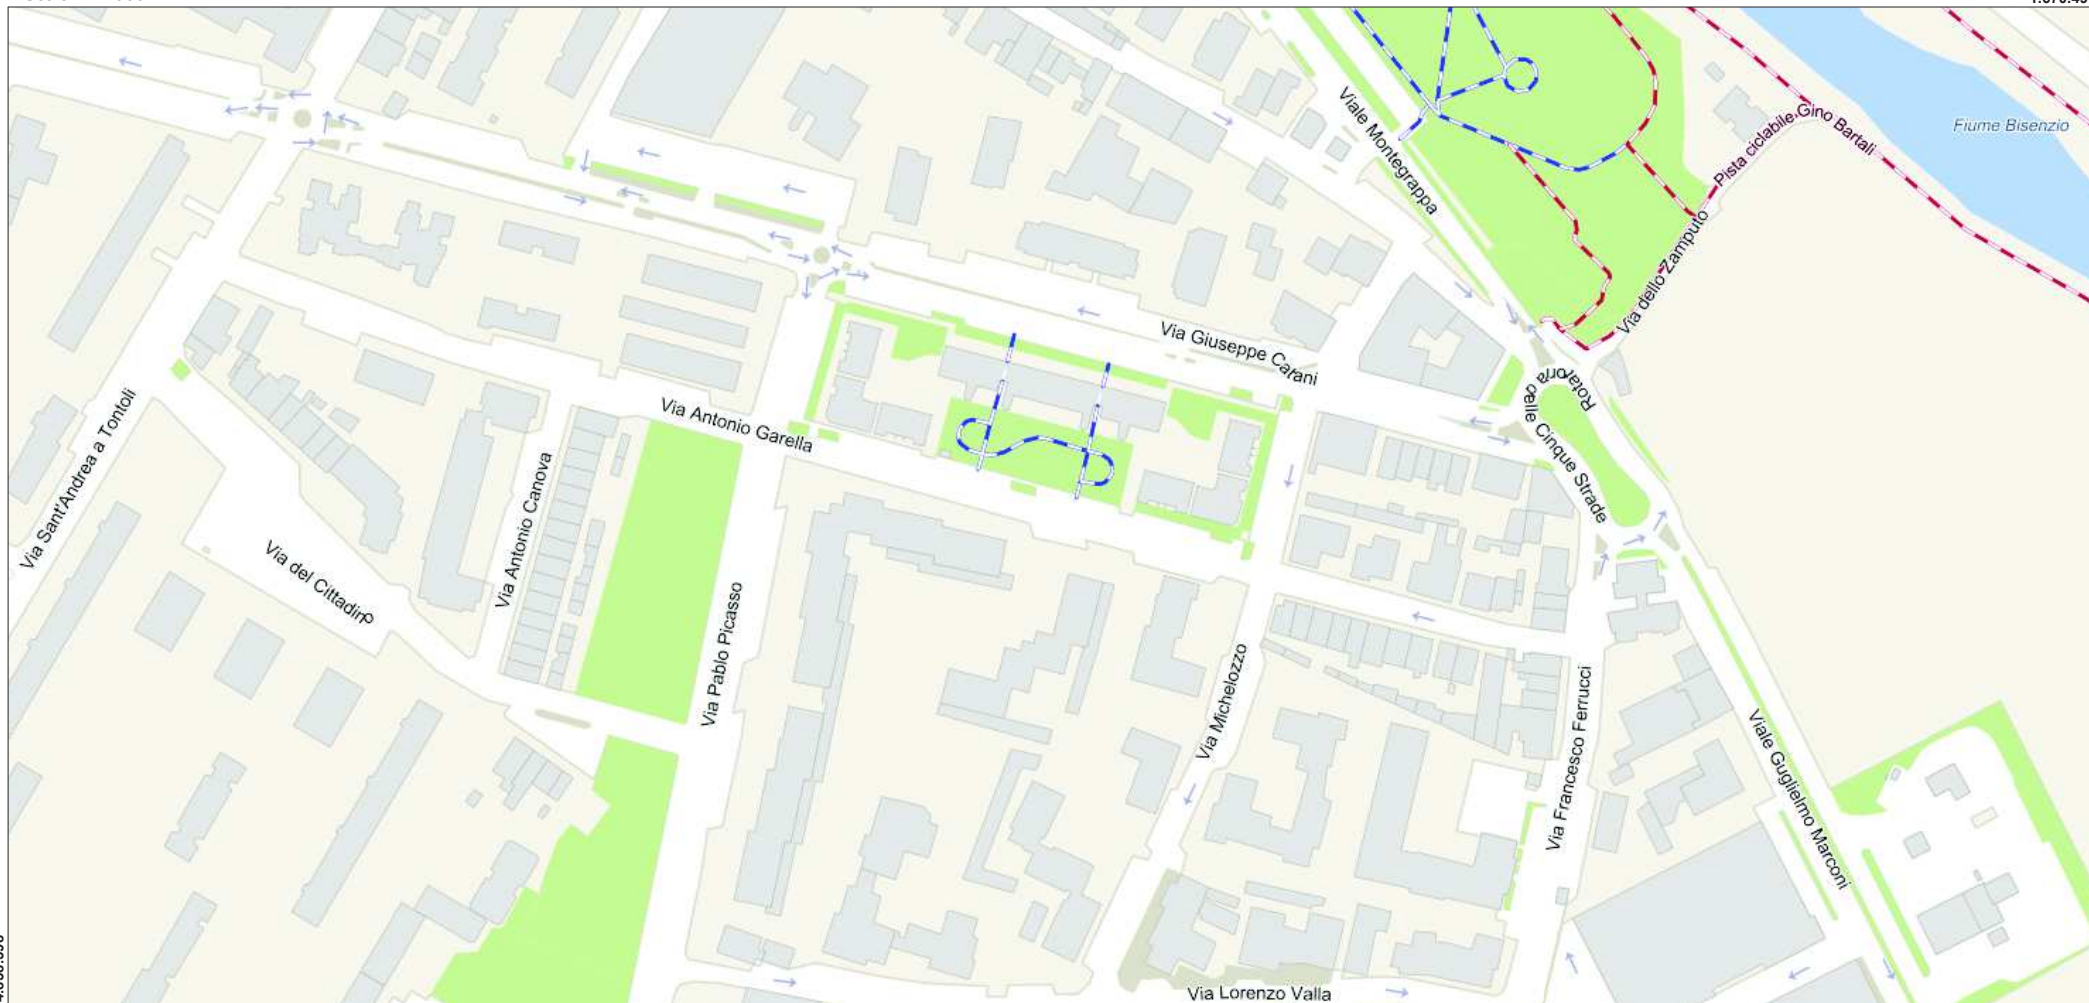 Viale Montegrappa
Pista ciclabile Gino Bartali
Fiume Bisenzio
Via dello Zamputo
Via Giuseppe Carani
Rotatoria
delle Cinque Strade
Via Antonio Garella
Via Sant'Andrea a Tontoli
Via Antonio Canova
Via del Cittadino
Via Pablo Picasso
Via Michelozzo
Via Francesco Ferrucci
Viale Guglielmo Marconi
Via Lorenzo Valla